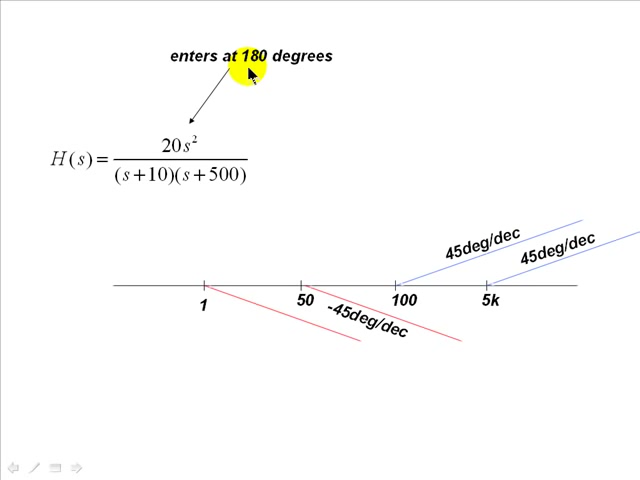 enters at 180 degrees
H(s) = 20s²
(s+10)(s+500)
45deg/dec
45deg/dec
1
50
-45deg/dec
100
5k